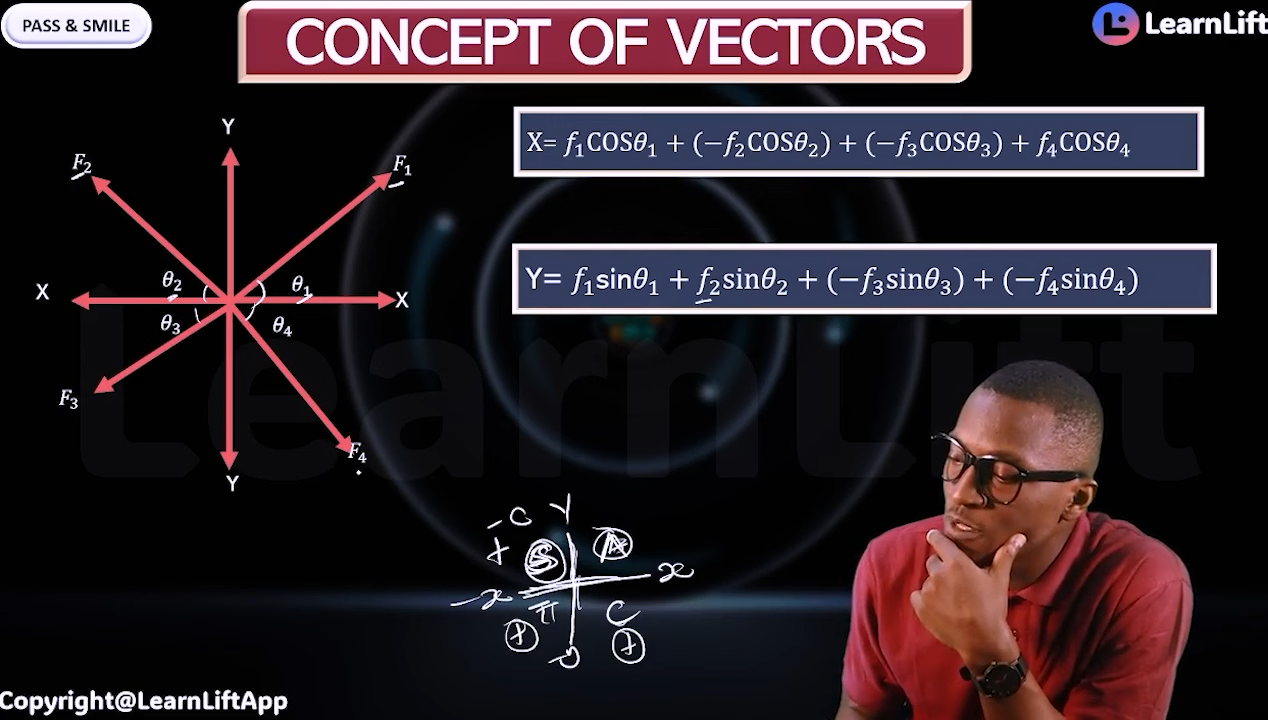 PASS & SMILE
CONCEPT OF VECTORS
LearnLift
Y
F₂
F₁
X= f₁COSθ₁ + (−f₂COSθ₂) + (−f₃COSθ₃) + f₄COSθ₄
Y= f₁sinθ₁ + f₂sinθ₂ + (−f₃sinθ₃) + (−f₄sinθ₄)
θ₂
θ₁
X
X
θ₃
θ₄
F₃
F₄
Y
LearnLift
-C Y
+ S A
-x x
C
+ +
Copyright@LearnLiftApp